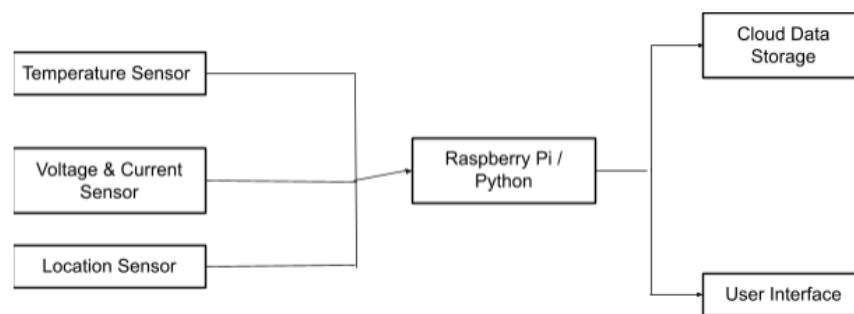 Temperature Sensor
Voltage & Current
Sensor
Location Sensor
Raspberry Pi /
Python
Cloud Data
Storage
User Interface